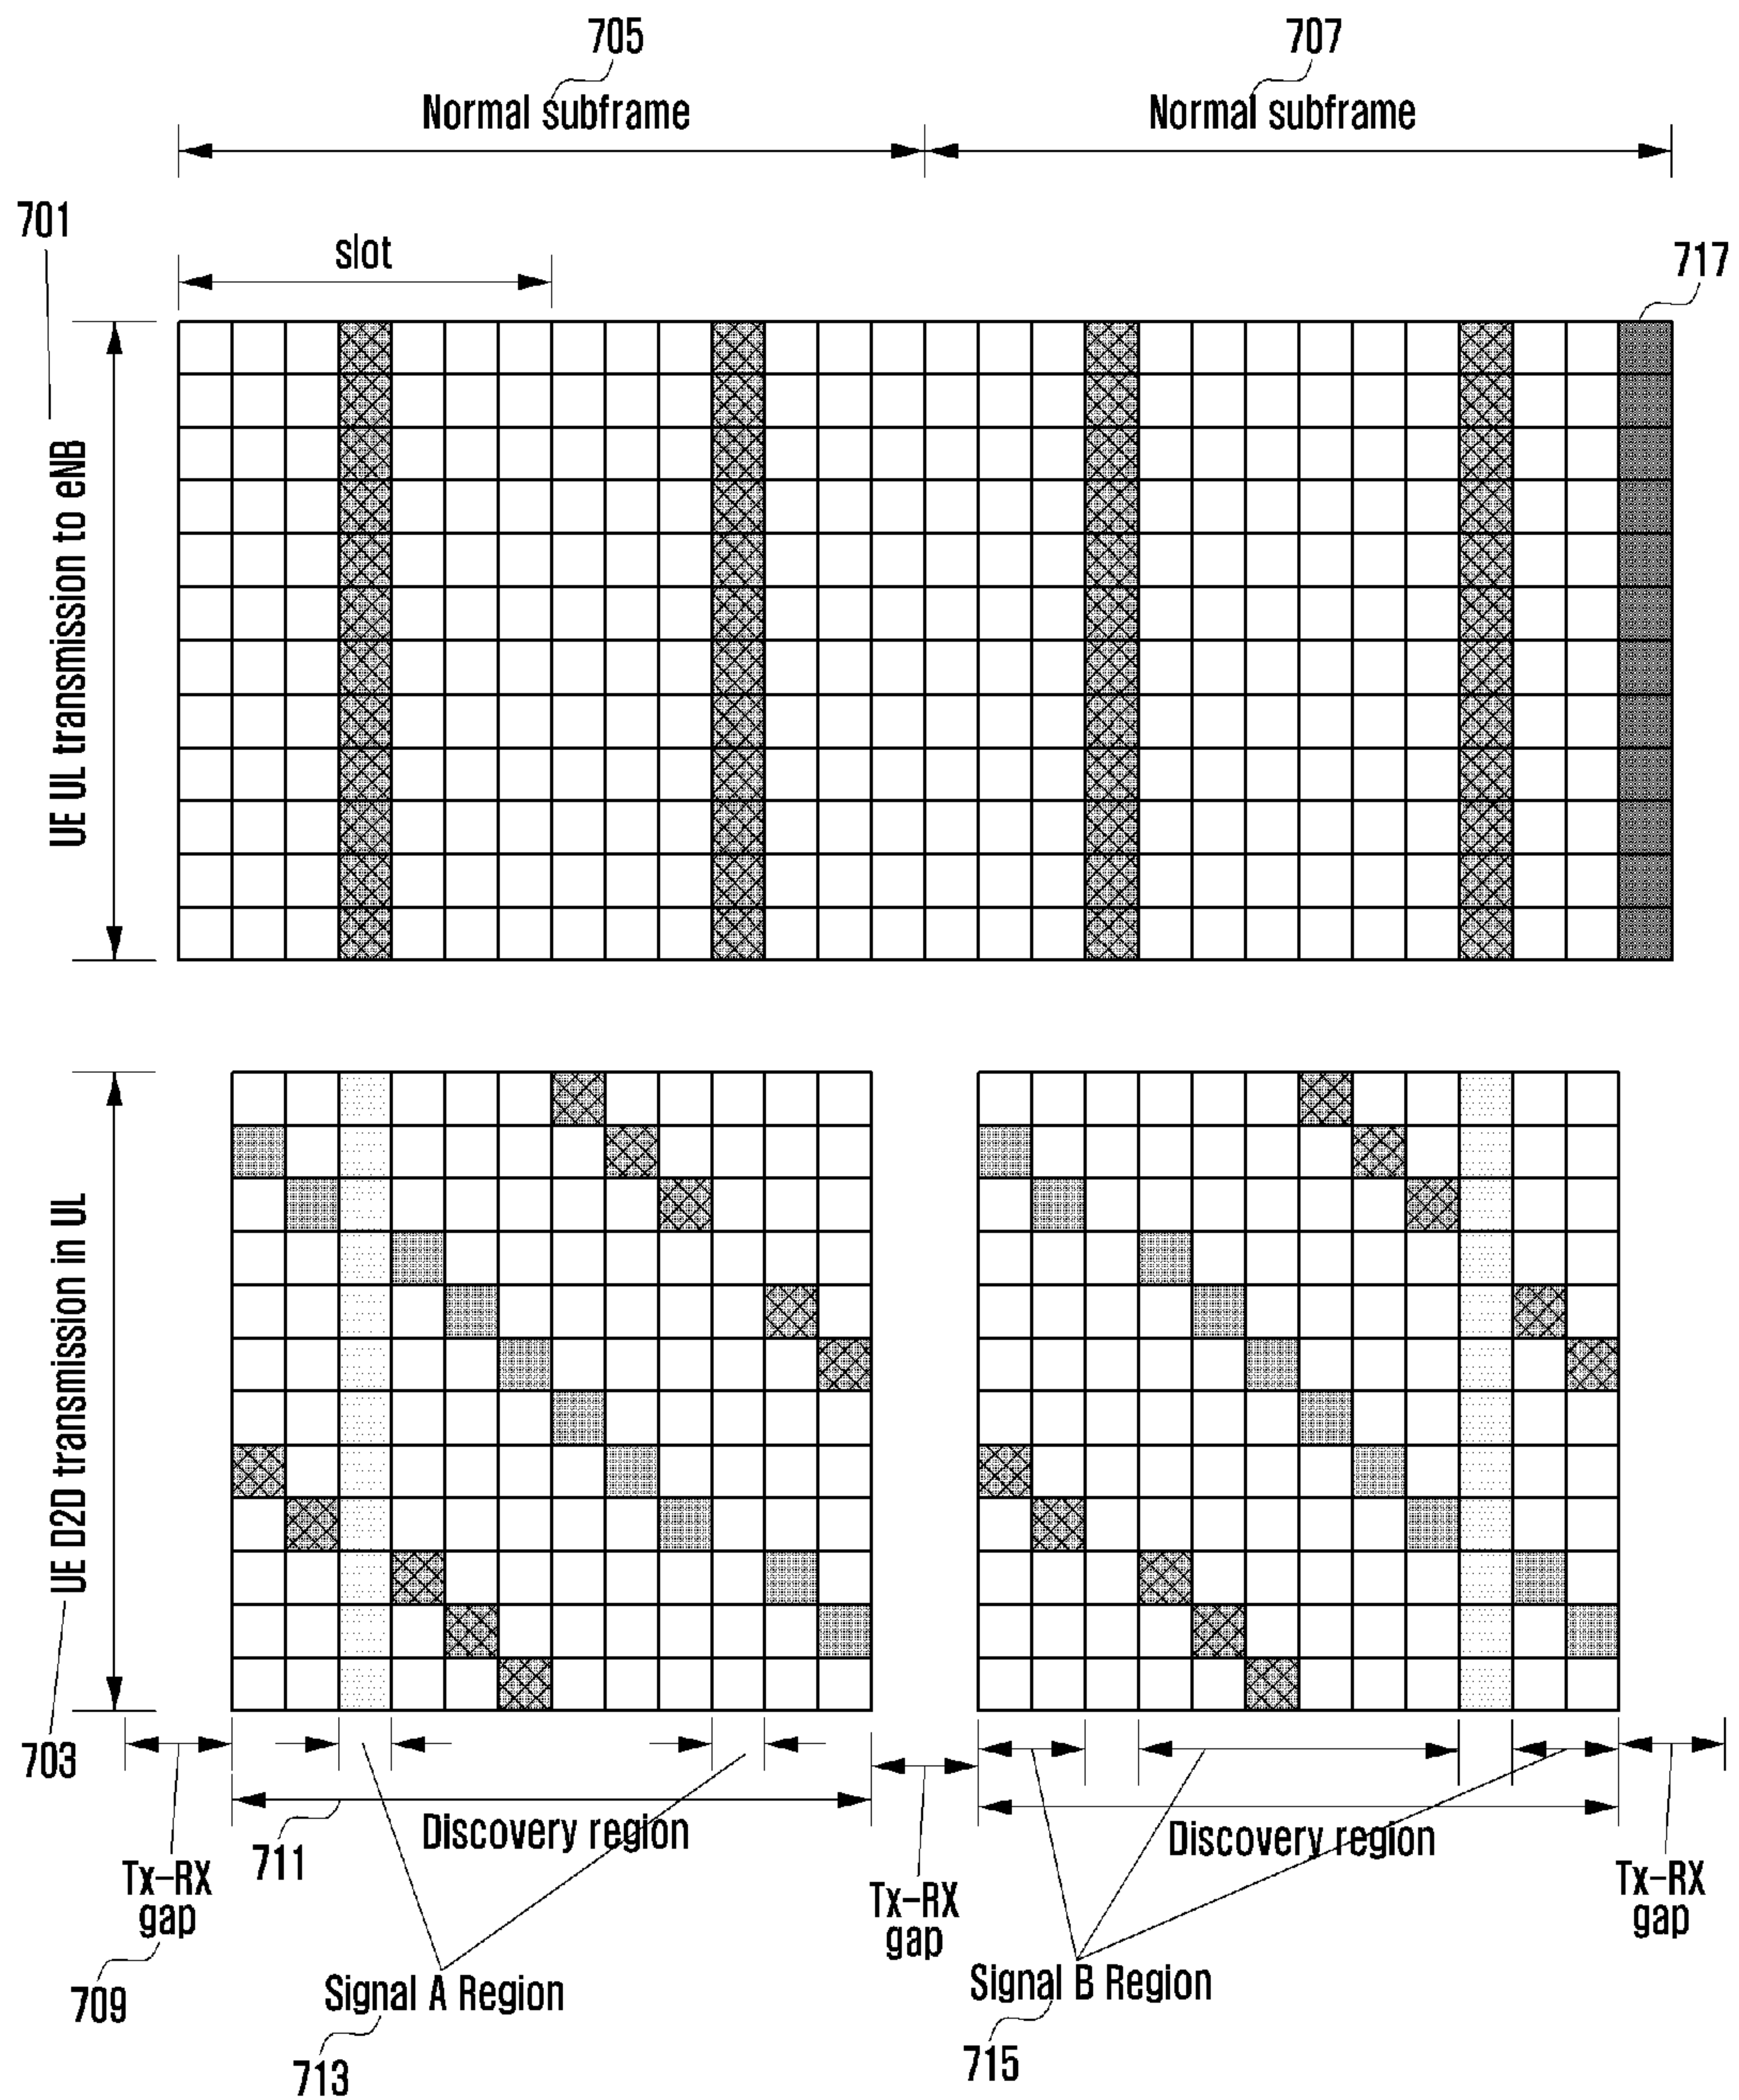 705
707
Normal subframe
Normal subframe
701
slot
717
UE UL transmission to eNB
UE D2D transmission in UL
703
711
Discovery region
Discovery region
Tx-RX
gap
Tx-RX
gap
Tx-RX
gap
709
Signal A Region
Signal B Region
713
715